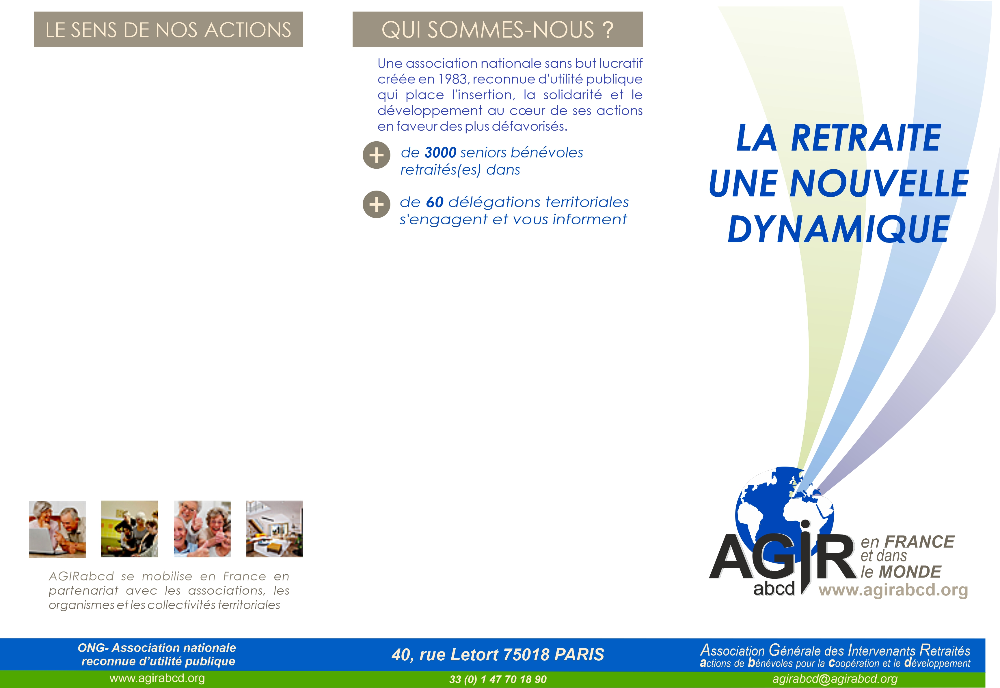 LE SENS DE NOS ACTIONS
AGIRabcd se mobilise en France en
partenariat avec les associations, les
organismes et les collectivités territoriales
ONG- Association nationale
reconnue d’utilité publique
www.agirabcd.org
QUI SOMMES-NOUS ?
Une association nationale sans but lucratif
créée en 1983, reconnue d'utilité publique
qui place l'insertion, la solidarité et le
développement au cœur de ses actions
en faveur des plus défavorisés.
+ de 3000 seniors bénévoles
retraités(es) dans
+ de 60 délégations territoriales
s'engagent et vous informent
40, rue Letort 75018 PARIS
33 (0) 1 47 70 18 90
LA RETRAITE
UNE NOUVELLE
DYNAMIQUE
AGIR
abcd
en FRANCE
et dans
le MONDE
www.agirabcd.org
Association Générale des Intervenants Retraités
actions de bénévoles pour la coopération et le développement
agirabcd@agirabcd.org